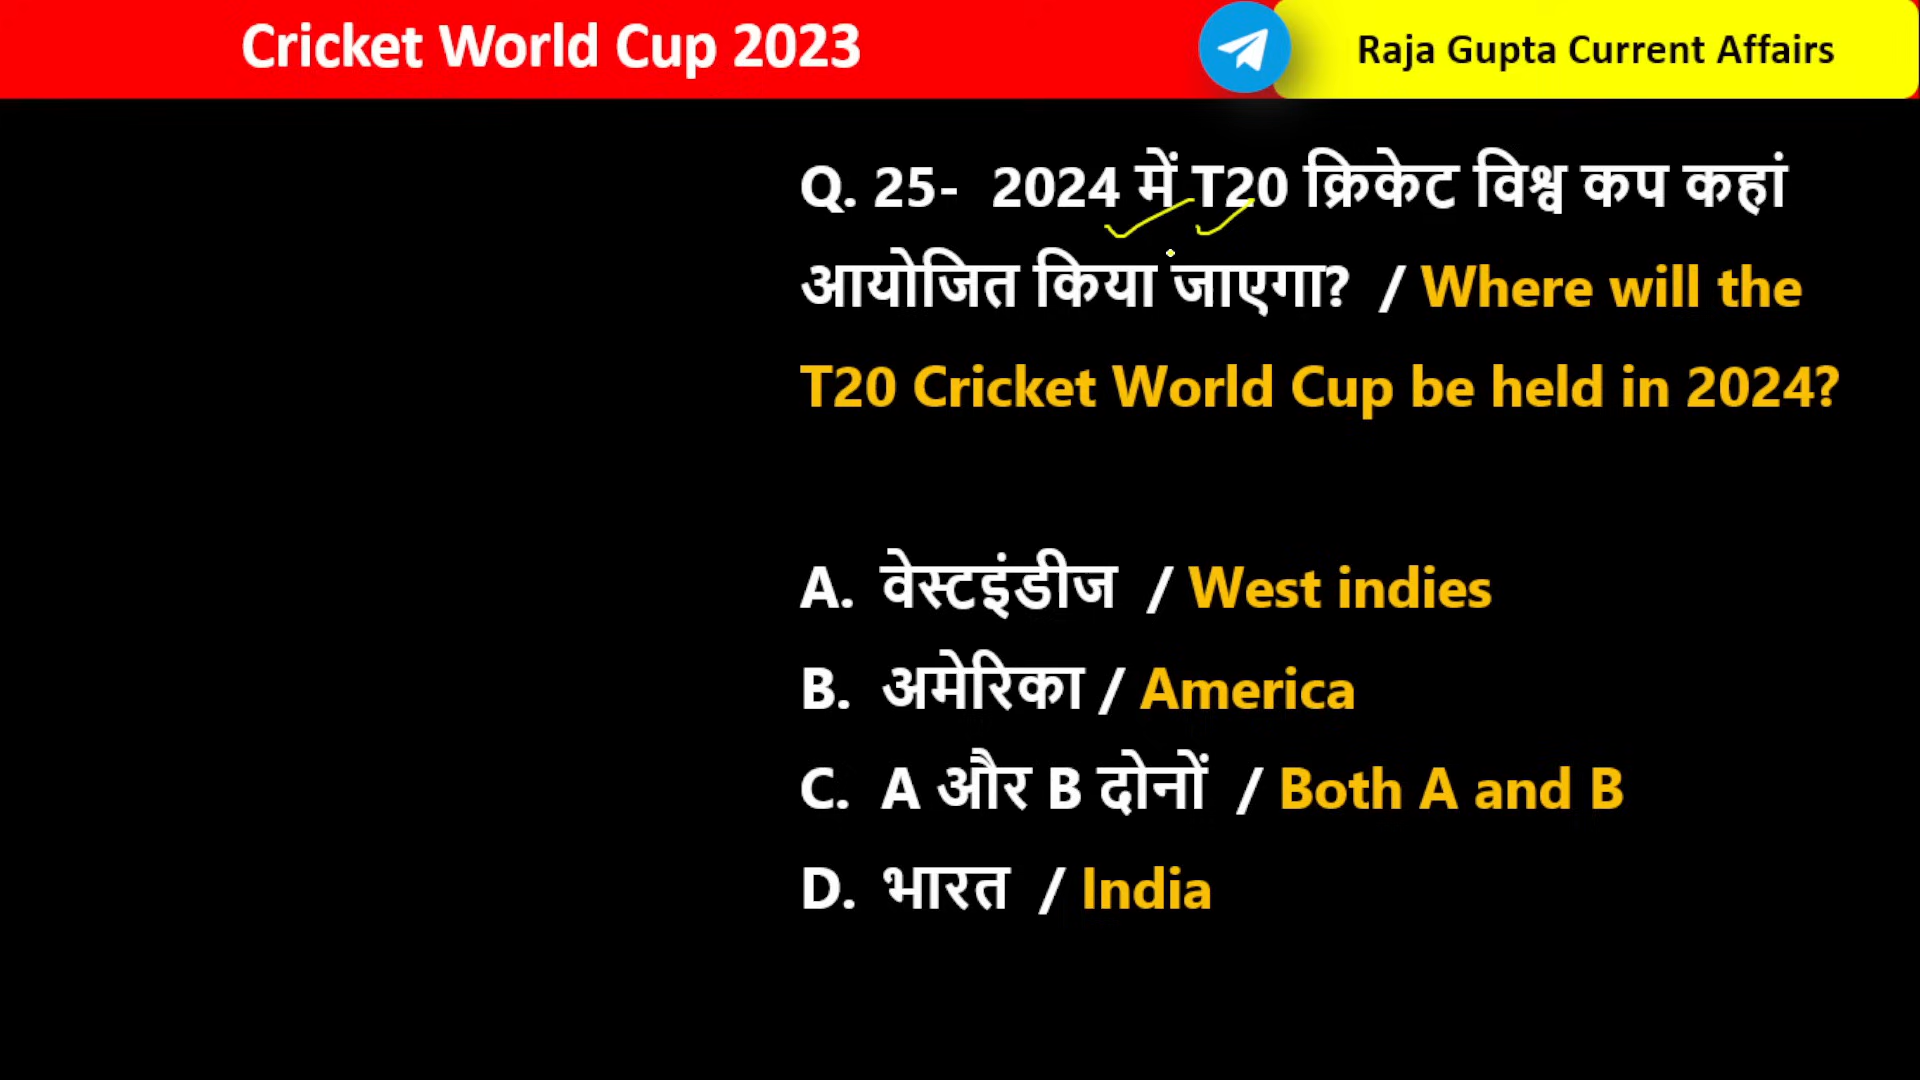 Cricket World Cup 2023
Raja Gupta Current Affairs
Q. 25- 2024 में T20 क्रिकेट विश्व कप कहां
आयोजित किया जाएगा? / Where will the
T20 Cricket World Cup be held in 2024?
A. वेस्टइंडीज / West indies
B. अमेरिका / America
C. A और B दोनों / Both A and B
D. भारत / India